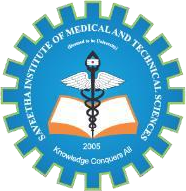 SAVEETHA INSTITUTE OF MEDICAL AND TECHNICAL SCIENCES
(Deemed to be University)
2005
Knowledge Conquers All